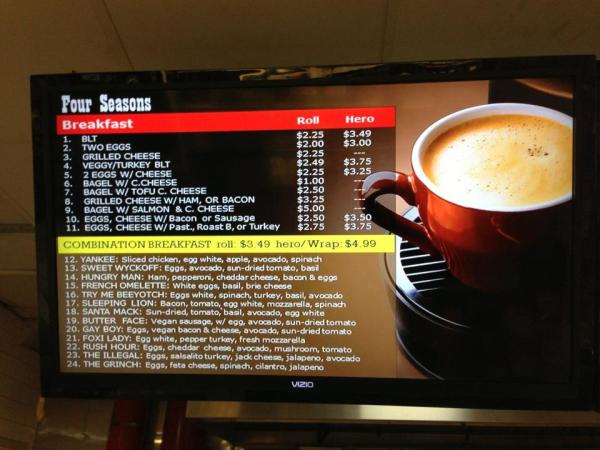 Four Seasons
Breakfast Roll Hero
1. BLT $2.25 $3.49
2. TWO EGGS $2.00 $3.00
3. GRILLED CHEESE $2.25 ---
4. VEGGY/TURKEY BLT $2.49 $3.75
5. 2 EGGS W/ CHEESE $2.25 $3.25
6. BAGEL W/ C.CHEESE $1.00 ---
7. BAGEL W/ TOFU C. CHEESE $2.50 ---
8. GRILLED CHEESE W/HAM, OR BACON $3.25 ---
9. BAGEL W/ SALMON & C. CHEESE $5.00 ---
10. EGGS, CHEESE W/Bacon or Sausage $2.50 $3.50
11. EGGS, CHEESE W/ Past., Roast B, or Turkey $2.75 $3.75
COMBINATION BREAKFAST roll: $3.49 hero/Wrap: $4.99
12. YANKEE: Sliced chicken, egg white, apple, avocado, spinach
13. SWEET WYCKOFF: Eggs, avocado, sun-dried tomato, basil
14. HUNGRY MAN: Ham, pepperoni, cheddar cheese, bacon & eggs
15. FRENCH OMELETTE: White eggs, basil, brie cheese
16. TRY ME BEEYOTCH: Eggs white, spinach, turkey, basil, avocado
17. SLEEPING LION: Bacon, tomato, egg white, mozzarella, spinach
18. SANTA MACK: Sun-dried, tomato, basil, avocado, egg white
19. BUTTER FACE: Vegan sausage, w/ egg, avocado, sun-dried tomato
20. GAY BOY: Eggs, vegan bacon & cheese, avocado, sun-dried tomato
21. FOXI LADY: Egg white, pepper turkey, fresh mozzarella
22. RUSH HOUR: Eggs, cheddar cheese, avocado, mushroom, tomato
23. THE ILLEGAL: Eggs, salsalito turkey, jack cheese, jalapeno, avocado
24. THE GRINCH: Eggs, feta cheese, spinach, cilantro, jalapeno
VIZIO